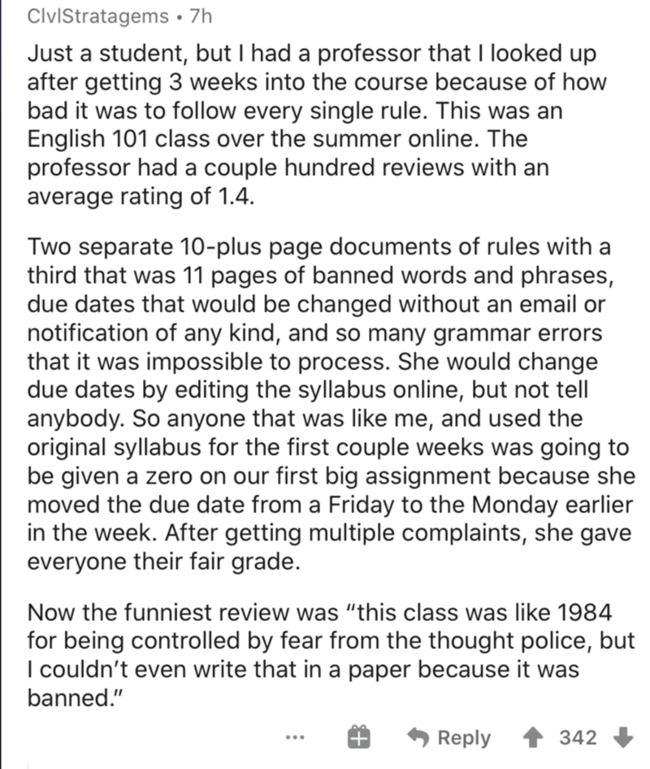 ClvlStratagems • 7h
Just a student, but I had a professor that I looked up
after getting 3 weeks into the course because of how
bad it was to follow every single rule. This was an
English 101 class over the summer online. The
professor had a couple hundred reviews with an
average rating of 1.4.
Two separate 10-plus page documents of rules with a
third that was 11 pages of banned words and phrases,
due dates that would be changed without an email or
notification of any kind, and so many grammar errors
that it was impossible to process. She would change
due dates by editing the syllabus online, but not tell
anybody. So anyone that was like me, and used the
original syllabus for the first couple weeks was going to
be given a zero on our first big assignment because she
moved the due date from a Friday to the Monday earlier
in the week. After getting multiple complaints, she gave
everyone their fair grade.
Now the funniest review was “this class was like 1984
for being controlled by fear from the thought police, but
I couldn’t even write that in a paper because it was
banned.”
... Reply 342